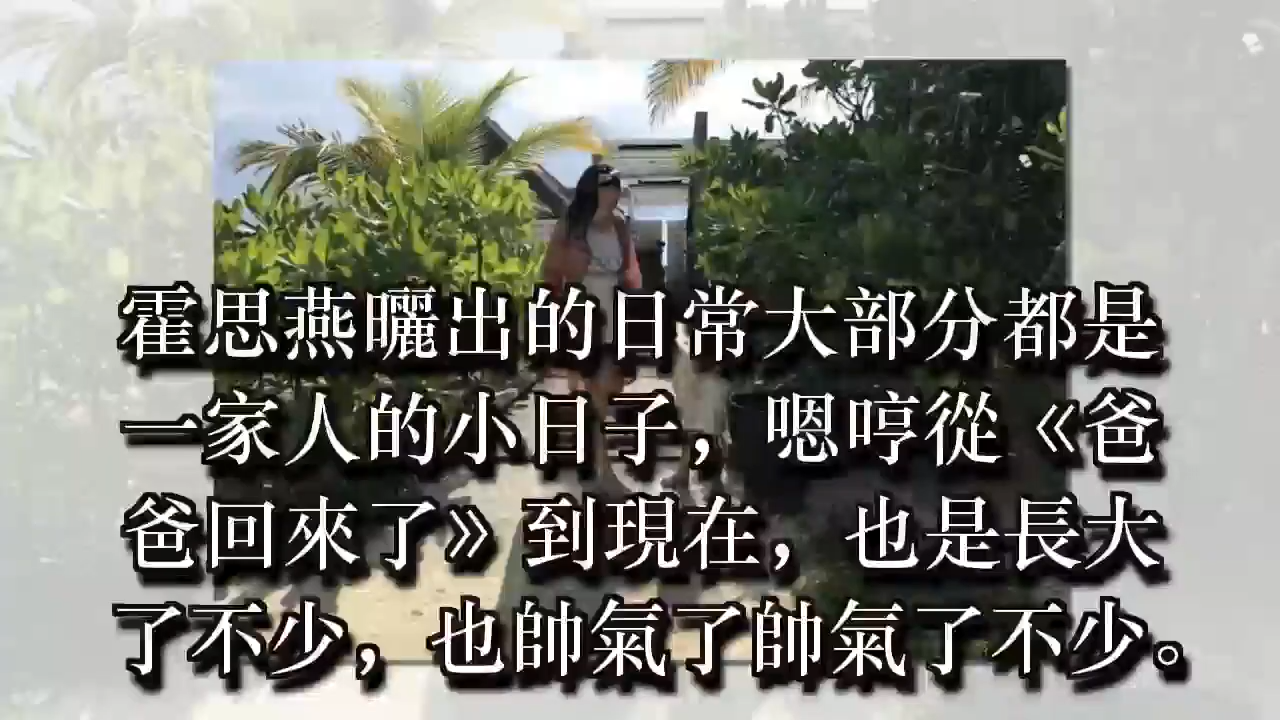 霍思燕曬出的日常大部分都是
一家人的小日子，嗯哼從《爸
爸回來了》到現在，也是長大
了不少，也帥氣了帥氣了不少。